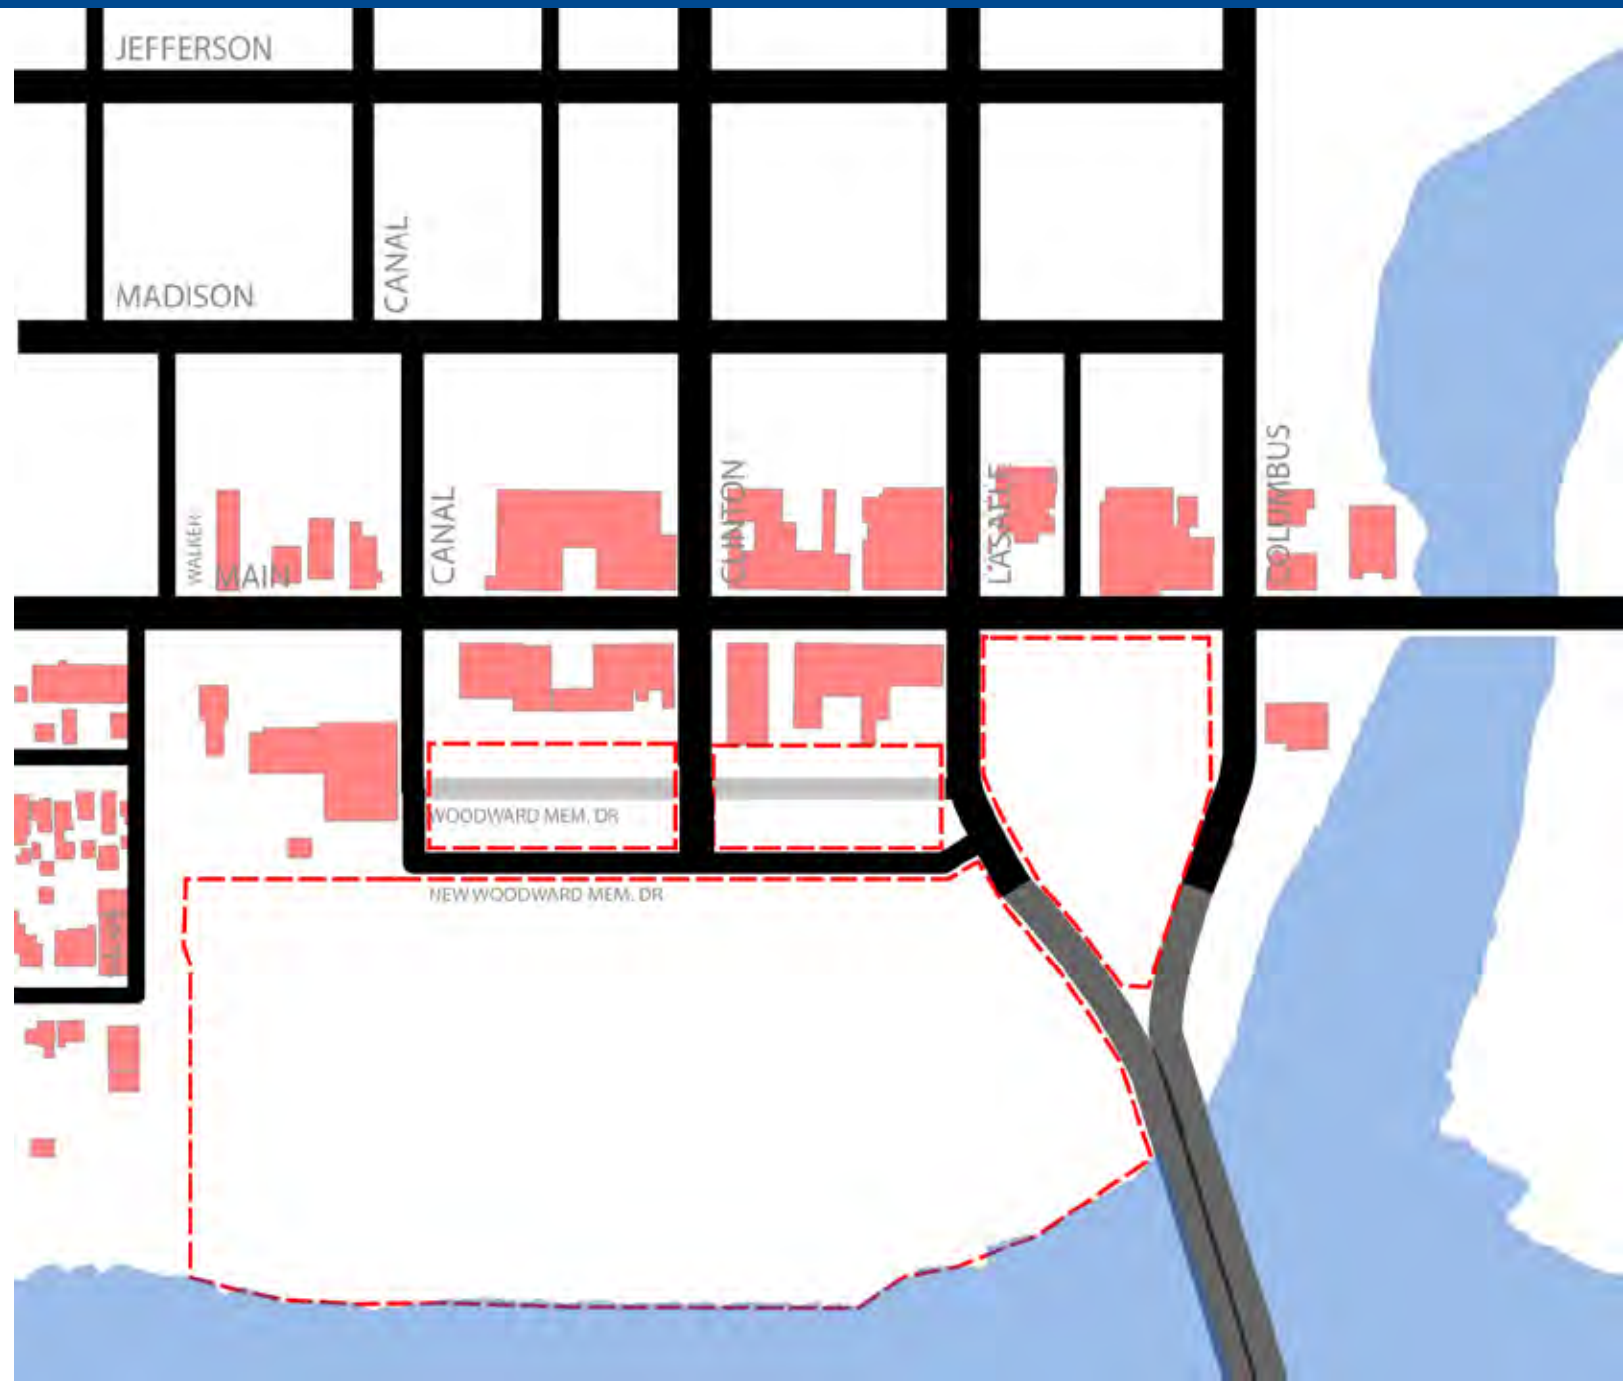 JEFFERSON
CANAL
MADISON
WALKER
MAIN
CANAL
CLINTON
LASALLE
COLUMBUS
WOODWARD MEM. DR
NEW WOODWARD MEM. DR